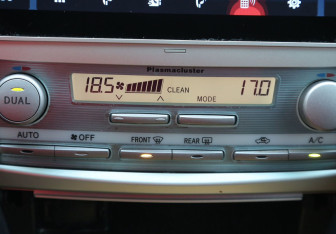 Plasmacluster
18.5 CLEAN MODE 17.0
DUAL
AUTO OFF FRONT REAR A/C